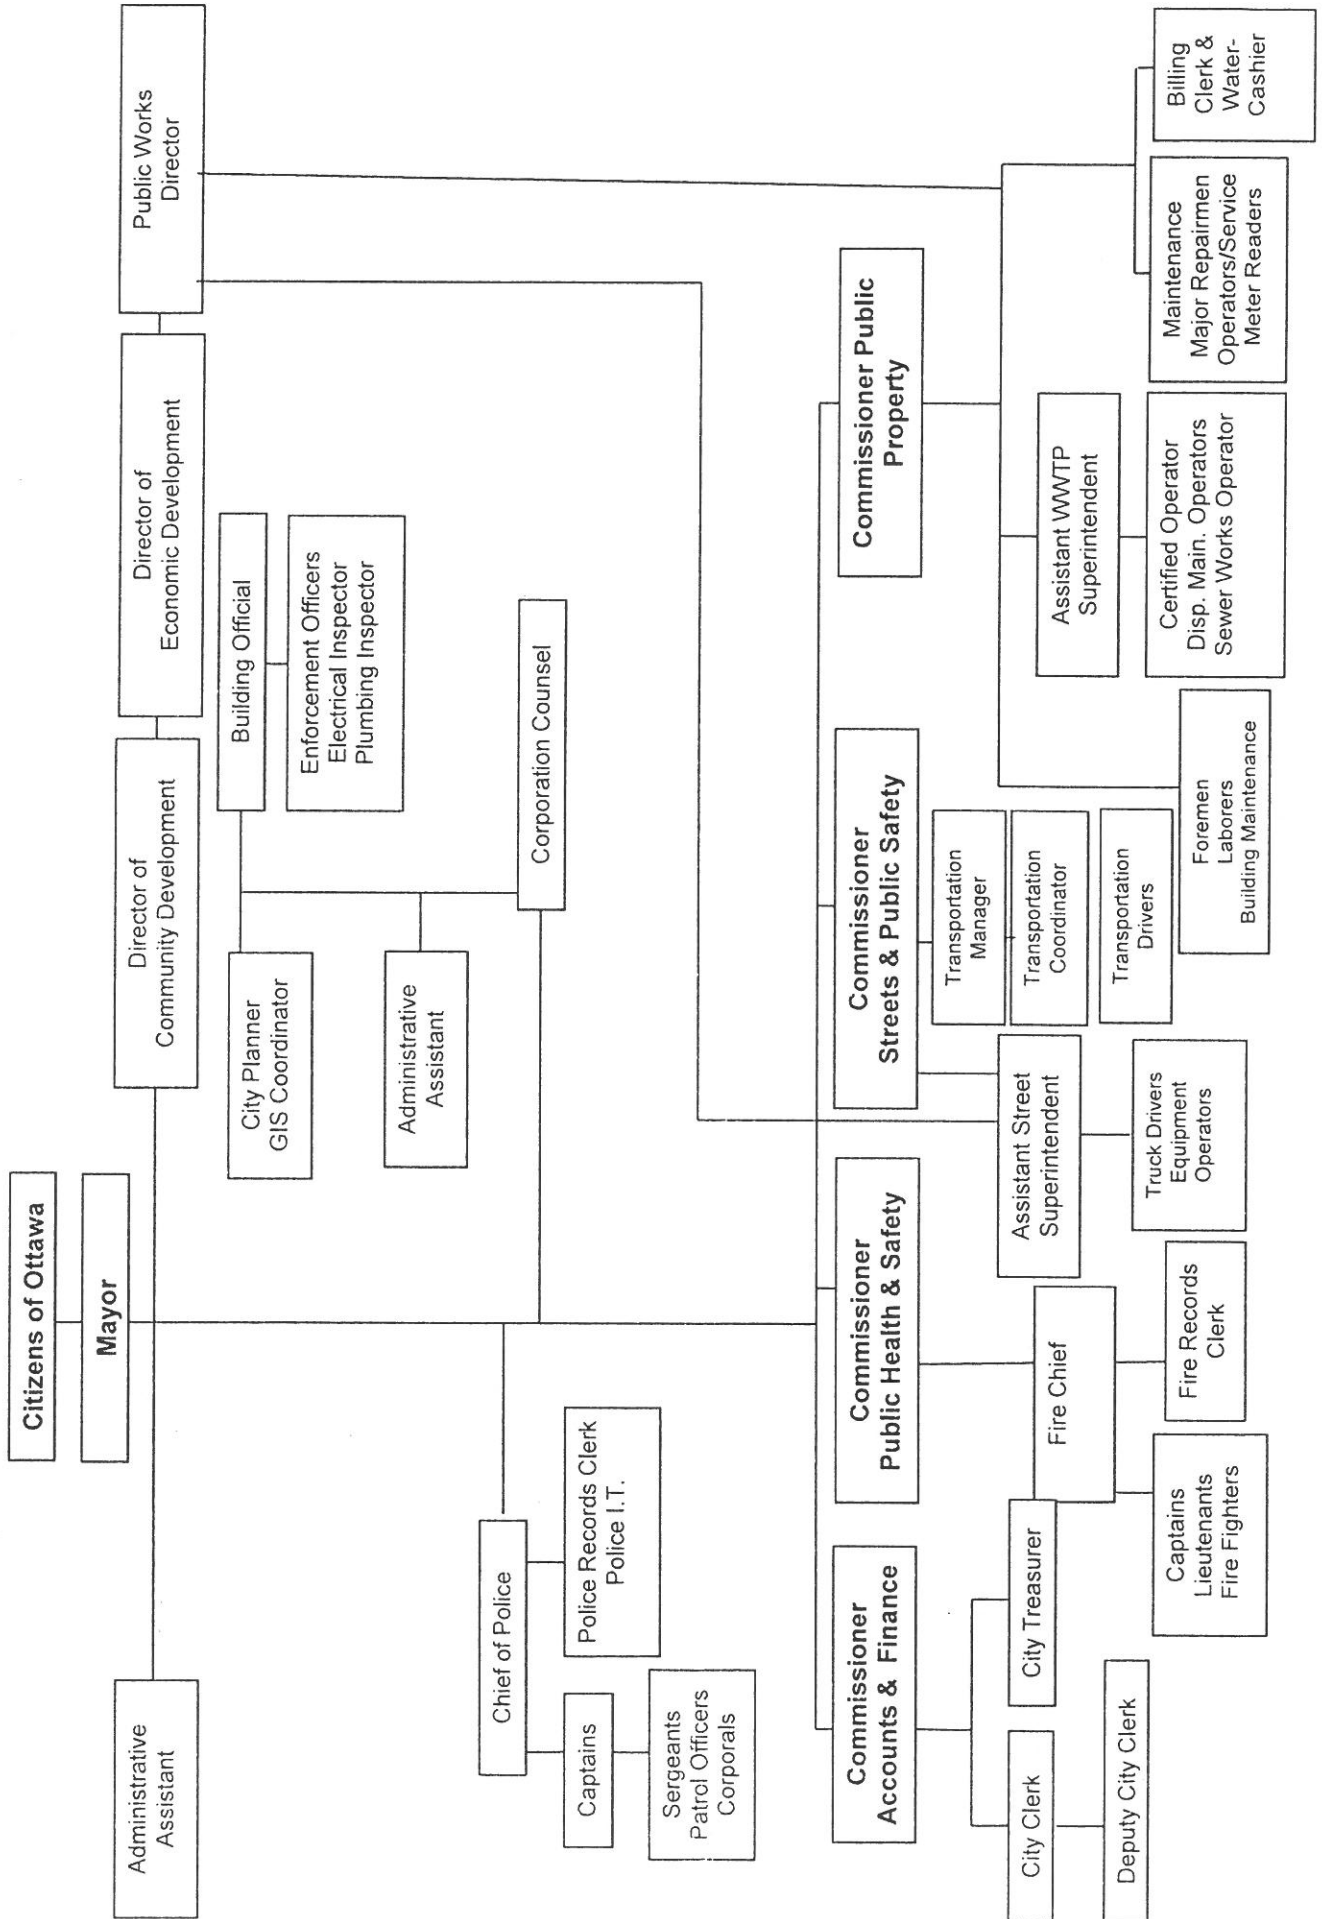 Citizens of Ottawa
Mayor
Administrative
Assistant
Director of
Community Development
Director of
Economic Development
Public Works
Director
City Planner
GIS Coordinator
Building Official
Enforcement Officers
Electrical Inspector
Plumbing Inspector
Administrative
Assistant
Corporation Counsel
Chief of Police
Captains
Police Records Clerk
Police I.T.
Sergeants
Patrol Officers
Corporals
Commissioner
Accounts & Finance
Commissioner
Public Health & Safety
Commissioner
Streets & Public Safety
Commissioner Public
Property
City Clerk
City Treasurer
Deputy City Clerk
Fire Chief
Captains
Lieutenants
Fire Fighters
Fire Records
Clerk
Assistant Street
Superintendent
Truck Drivers
Equipment
Operators
Transportation
Manager
Transportation
Coordinator
Transportation
Drivers
Foremen
Laborers
Building Maintenance
Assistant WWTP
Superintendent
Certified Operator
Disp. Main. Operators
Sewer Works Operator
Maintenance
Major Repairmen
Operators/Service
Meter Readers
Billing
Clerk &
Water-
Cashier